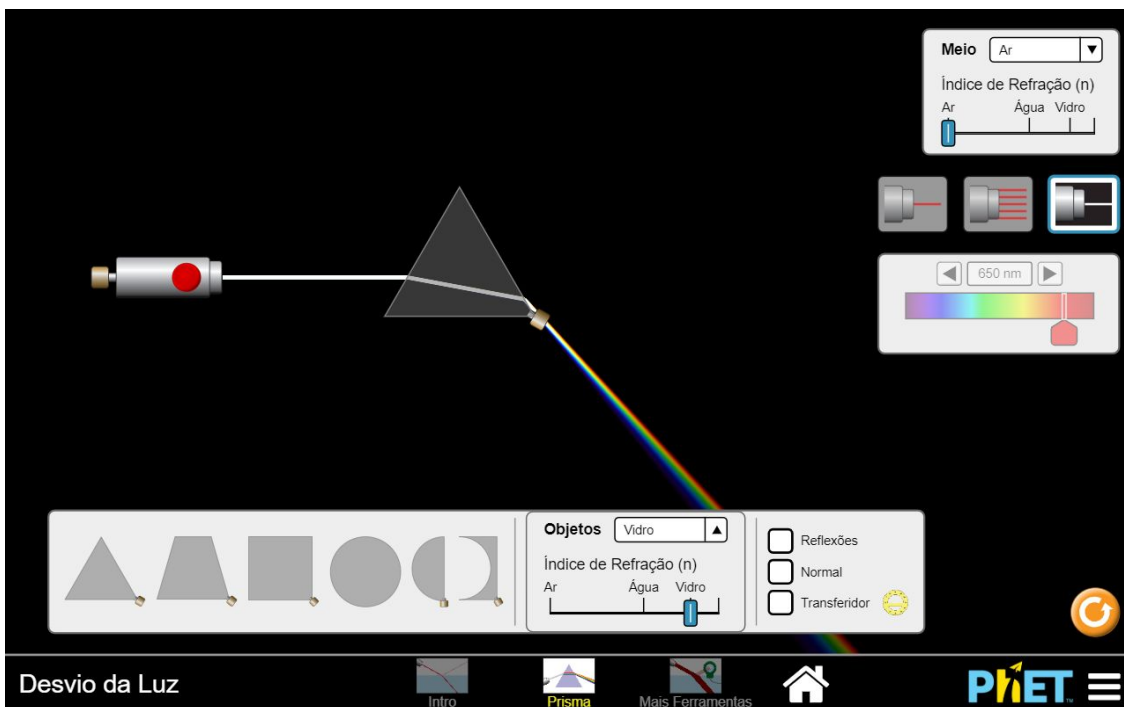 Meio Ar
Índice de Refração (n)
Ar Água Vidro
650 nm
Objetos Vidro
Índice de Refração (n)
Ar Água Vidro
Reflexões
Normal
Transferidor
Desvio da Luz
Intro
Prisma
Mais Ferramentas
PhET